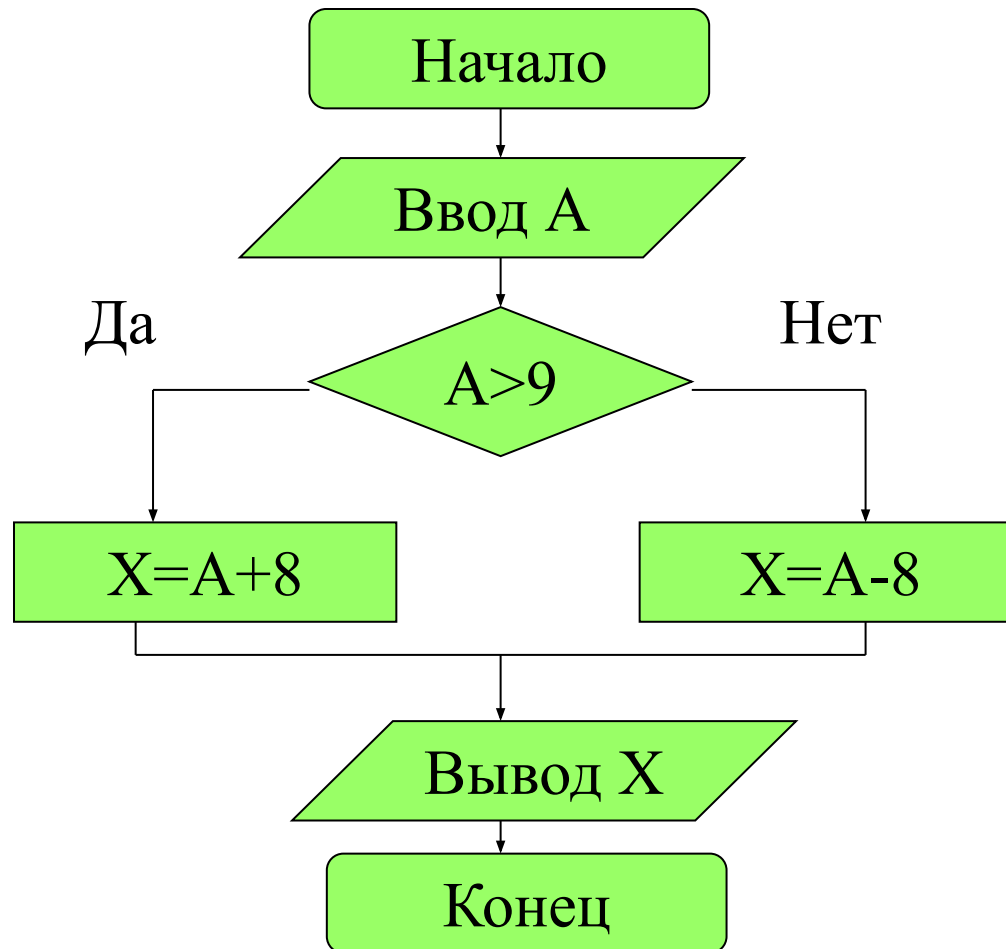 Начало
Ввод А
Да
Нет
А>9
Х=А+8
Х=А-8
Вывод Х
Конец